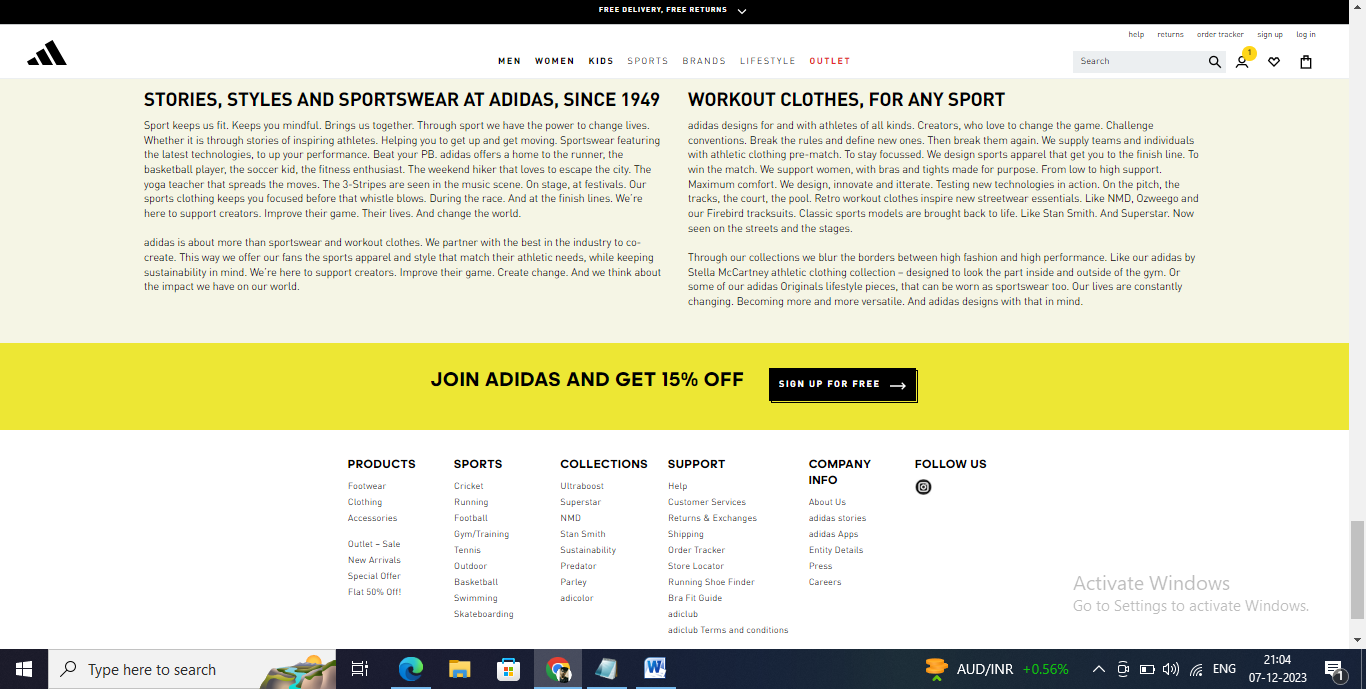 FREE DELIVERY, FREE RETURNS
help returns order tracker sign up log in
MEN WOMEN KIDS SPORTS BRANDS LIFESTYLE OUTLET
Search
1
STORIES, STYLES AND SPORTSWEAR AT ADIDAS, SINCE 1949
Sport keeps us fit. Keeps you mindful. Brings us together. Through sport we have the power to change lives.
Whether it is through stories of inspiring athletes. Helping you to get up and get moving. Sportswear featuring
the latest technologies, to up your performance. Beat your PB. adidas offers a home to the runner, the
basketball player, the soccer kid, the fitness enthusiast. The weekend hiker that loves to escape the city. The
yoga teacher that spreads the moves. The 3-Stripes are seen in the music scene. On stage, at festivals. Our
sports clothing keeps you focused before that whistle blows. During the race. And at the finish lines. We're
here to support creators. Improve their game. Their lives. And change the world.
adidas is about more than sportswear and workout clothes. We partner with the best in the industry to co-
create. This way we offer our fans the sports apparel and style that match their athletic needs, while keeping
sustainability in mind. We're here to support creators. Improve their game. Create change. And we think about
the impact we have on our world.
WORKOUT CLOTHES, FOR ANY SPORT
adidas designs for and with athletes of all kinds. Creators, who love to change the game. Challenge
conventions. Break the rules and define new ones. Then break them again. We supply teams and individuals
with athletic clothing pre-match. To stay focussed. We design sports apparel that get you to the finish line. To
win the match. We support women, with bras and tights made for purpose. From low to high support.
Maximum comfort. We design, innovate and itterate. Testing new technologies in action. On the pitch, the
tracks, the court, the pool. Retro workout clothes inspire new streetwear essentials. Like NMD, Ozweego and
our Firebird tracksuits. Classic sports models are brought back to life. Like Stan Smith. And Superstar. Now
seen on the streets and the stages.
Through our collections we blur the borders between high fashion and high performance. Like our adidas by
Stella McCartney athletic clothing collection – designed to look the part inside and outside of the gym. Or
some of our adidas Originals lifestyle pieces, that can be worn as sportswear too. Our lives are constantly
changing. Becoming more and more versatile. And adidas designs with that in mind.
JOIN ADIDAS AND GET 15% OFF
SIGN UP FOR FREE
PRODUCTS
Footwear
Clothing
Accessories
Outlet – Sale
New Arrivals
Special Offer
Flat 50% Off!
SPORTS
Cricket
Running
Football
Gym/Training
Tennis
Outdoor
Basketball
Swimming
Skateboarding
COLLECTIONS
Ultraboost
Superstar
NMD
Stan Smith
Sustainability
Predator
Parley
adicolor
SUPPORT
Help
Customer Services
Returns & Exchanges
Shipping
Order Tracker
Store Locator
Running Shoe Finder
Bra Fit Guide
adiclub
adiclub Terms and conditions
COMPANY
INFO
About Us
adidas stories
adidas Apps
Entity Details
Press
Careers
FOLLOW US
Activate Windows
Go to Settings to activate Windows.
Type here to search
W
AUD/INR +0.56%
ENG
21:04
07-12-2023
1